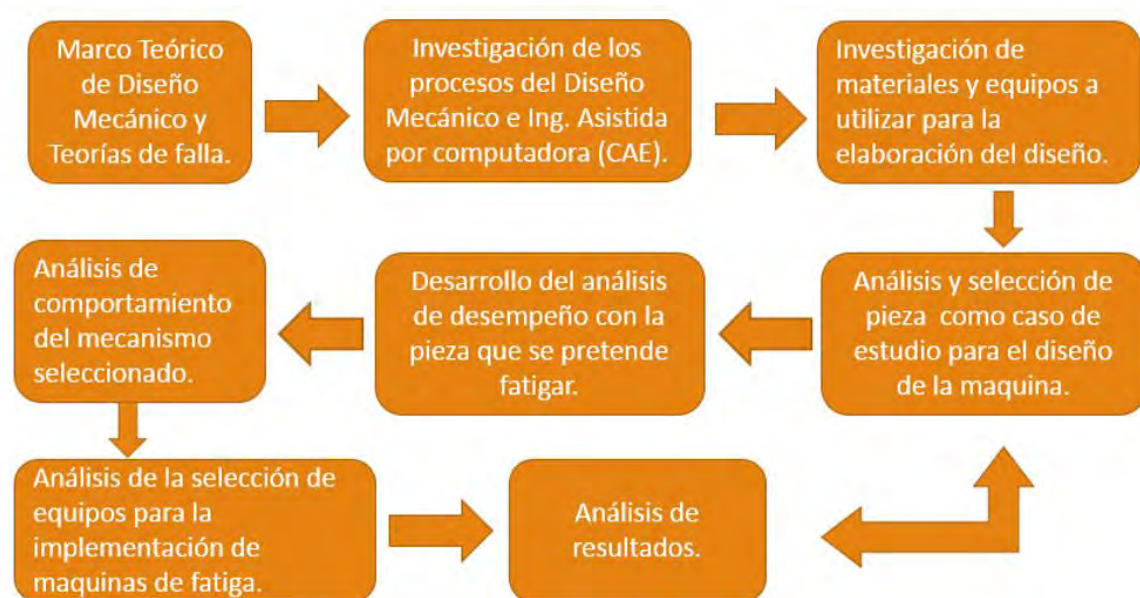 Marco Teórico
de Diseño
Mecánico y
Teorías de falla.
Investigación de los
procesos del Diseño
Mecánico e Ing. Asistida
por computadora (CAE).
Investigación de
materiales y equipos a
utilizar para la
elaboración del diseño.
Análisis y selección de
pieza como caso de
estudio para el diseño
de la maquina.
Desarrollo del análisis
de desempeño con la
pieza que se pretende
fatigar.
Análisis de
comportamiento
del mecanismo
seleccionado.
Análisis de la selección de
equipos para la
implementación de
maquinas de fatiga.
Análisis de
resultados.